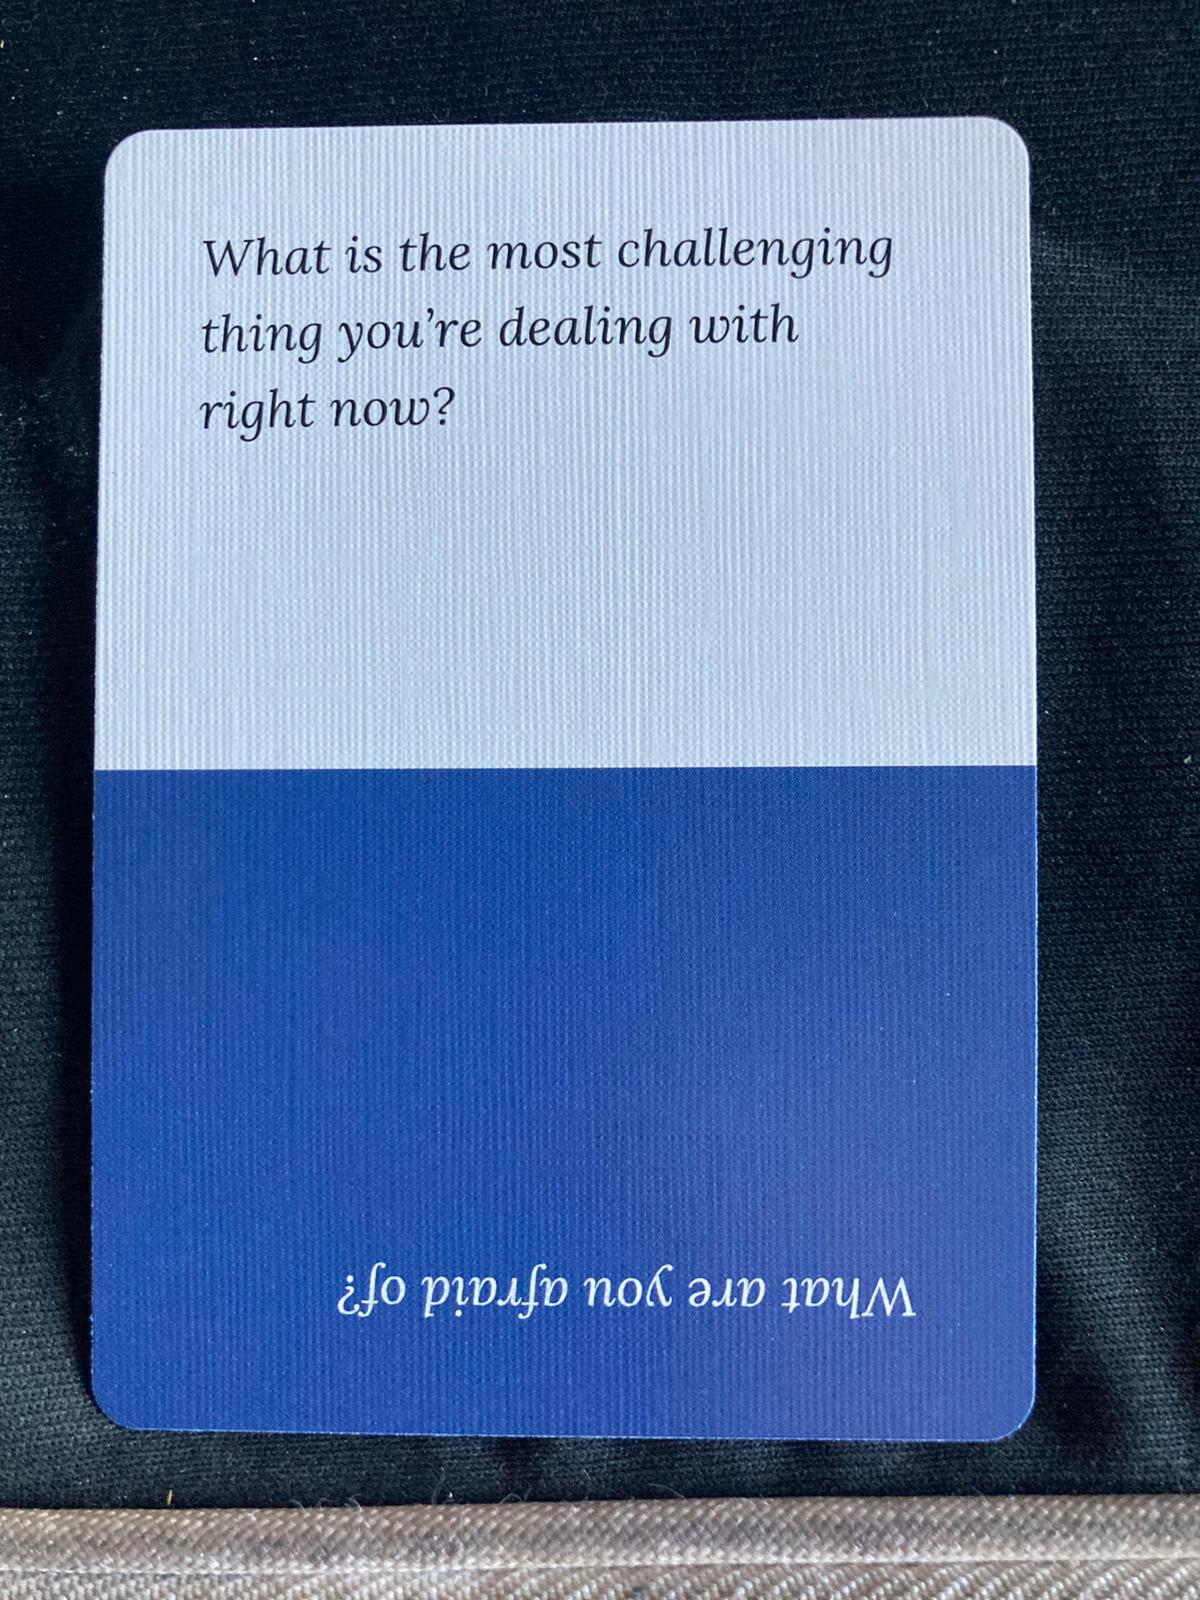 What is the most challenging
thing you're dealing with
right now?
What are you afraid of?